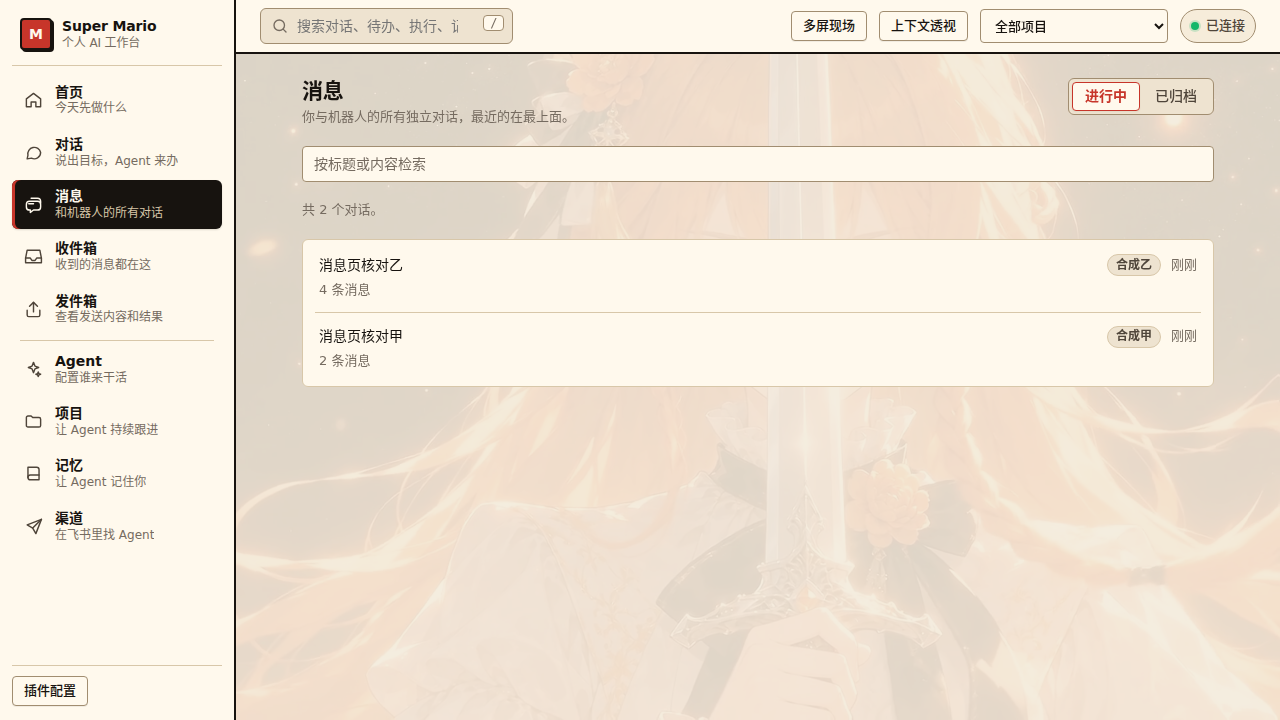 M
Super Mario
个人 AI 工作台
首页
今天先做什么
对话
说出目标，Agent 来办
消息
和机器人的所有对话
收件箱
收到的消息都在这
发件箱
查看发送内容和结果
Agent
配置谁来干活
项目
让 Agent 持续跟进
记忆
让 Agent 记住你
渠道
在飞书里找 Agent
插件配置
搜索对话、待办、执行、
/
多屏现场
上下文透视
全部项目
已连接
消息
你与机器人的所有独立对话，最近的在最上面。
进行中
已归档
按标题或内容检索
共 2 个对话。
消息页核对乙
合成乙
刚刚
4 条消息
消息页核对甲
合成甲
刚刚
2 条消息